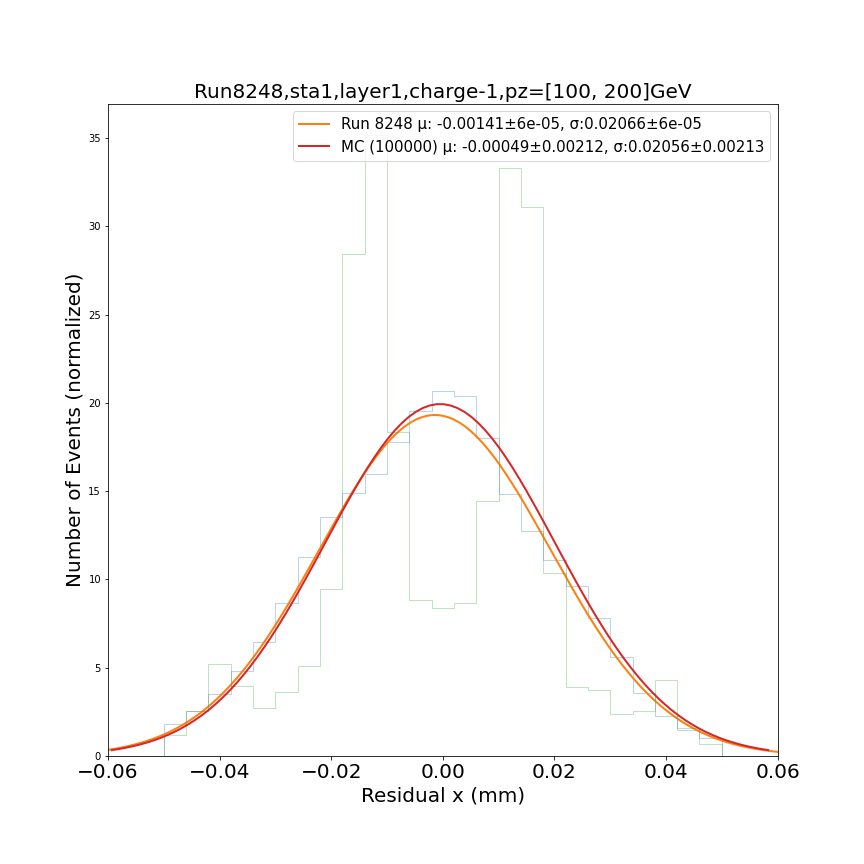 Run8248,sta1,layer1,charge-1,pz=[100, 200]GeV
Run 8248 μ: -0.00141±6e-05, σ:0.02066±6e-05
MC (100000) μ: -0.00049±0.00212, σ:0.02056±0.00213
Number of Events (normalized)
35
30
25
20
15
10
5
0
−0.06 −0.04 −0.02 0.00 0.02 0.04 0.06
Residual x (mm)